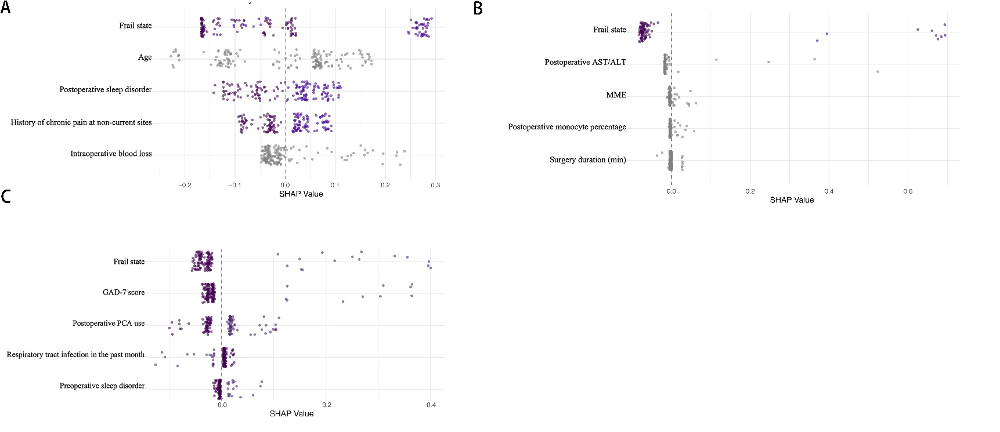 A
Frail state
Age
Postoperative sleep disorder
History of chronic pain at non-current sites
Intraoperative blood loss
−0.2 −0.1 0.0 0.1 0.2 0.3
SHAP Value
B
Frail state
Postoperative AST/ALT
MME
Postoperative monocyte percentage
Surgery duration (min)
0.0 0.2 0.4 0.6
SHAP Value
C
Frail state
GAD-7 score
Postoperative PCA use
Respiratory tract infection in the past month
Preoperative sleep disorder
0.0 0.2 0.4
SHAP Value